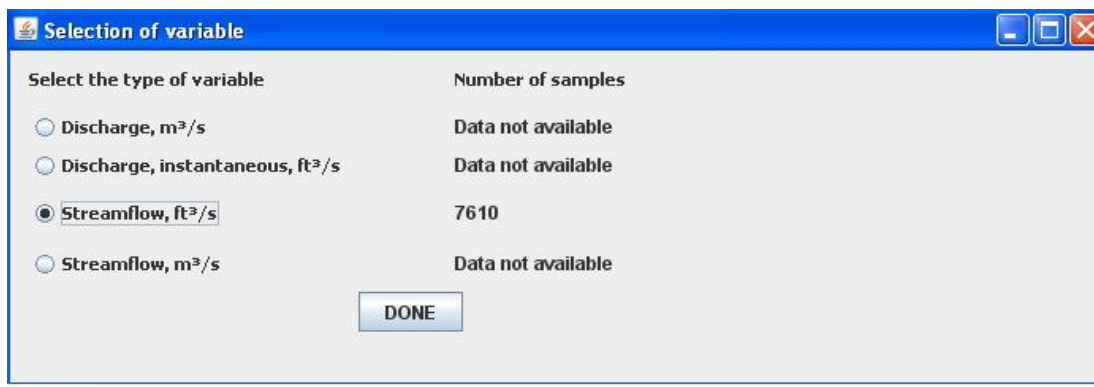 Selection of variable
Select the type of variable Number of samples
Discharge, m³/s Data not available
Discharge, instantaneous, ft³/s Data not available
Streamflow, ft³/s 7610
Streamflow, m³/s Data not available
DONE